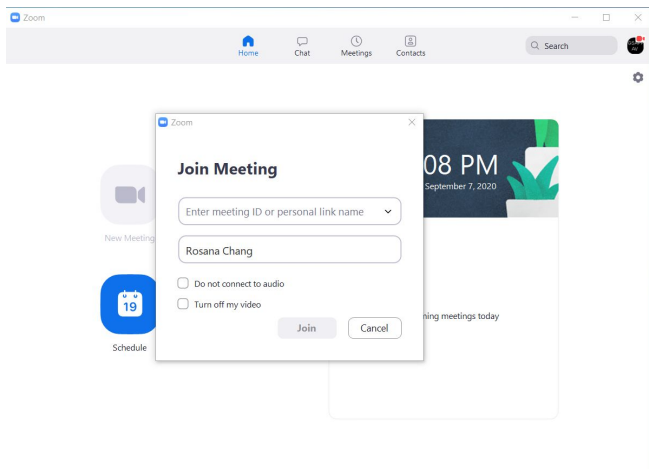 Zoom
Home
Chat
Meetings
Contacts
Search
Zoom
Join Meeting
Enter meeting ID or personal link name
Rosana Chang
Do not connect to audio
Turn off my video
Join
Cancel
New Meeting
19
Schedule
08 PM
September 7, 2020
meetings today